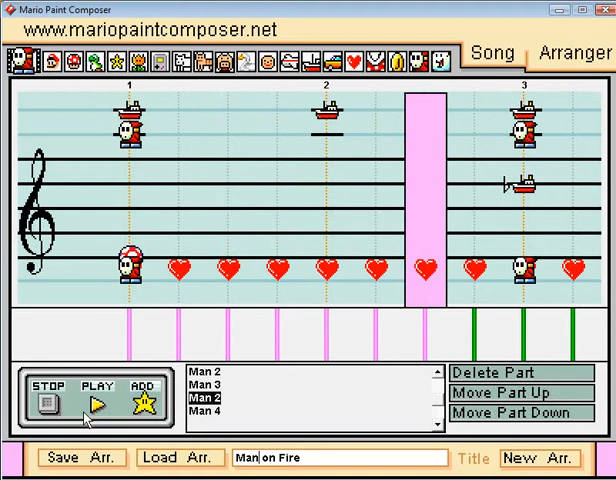 Mario Paint Composer
www.mariopaintcomposer.net
Song
Arranger
1
2
3
STOP
PLAY
ADD
Man 2
Man 3
Man 2
Man 4
Delete Part
Move Part Up
Move Part Down
Save Arr.
Load Arr.
Man on Fire
Title
New Arr.